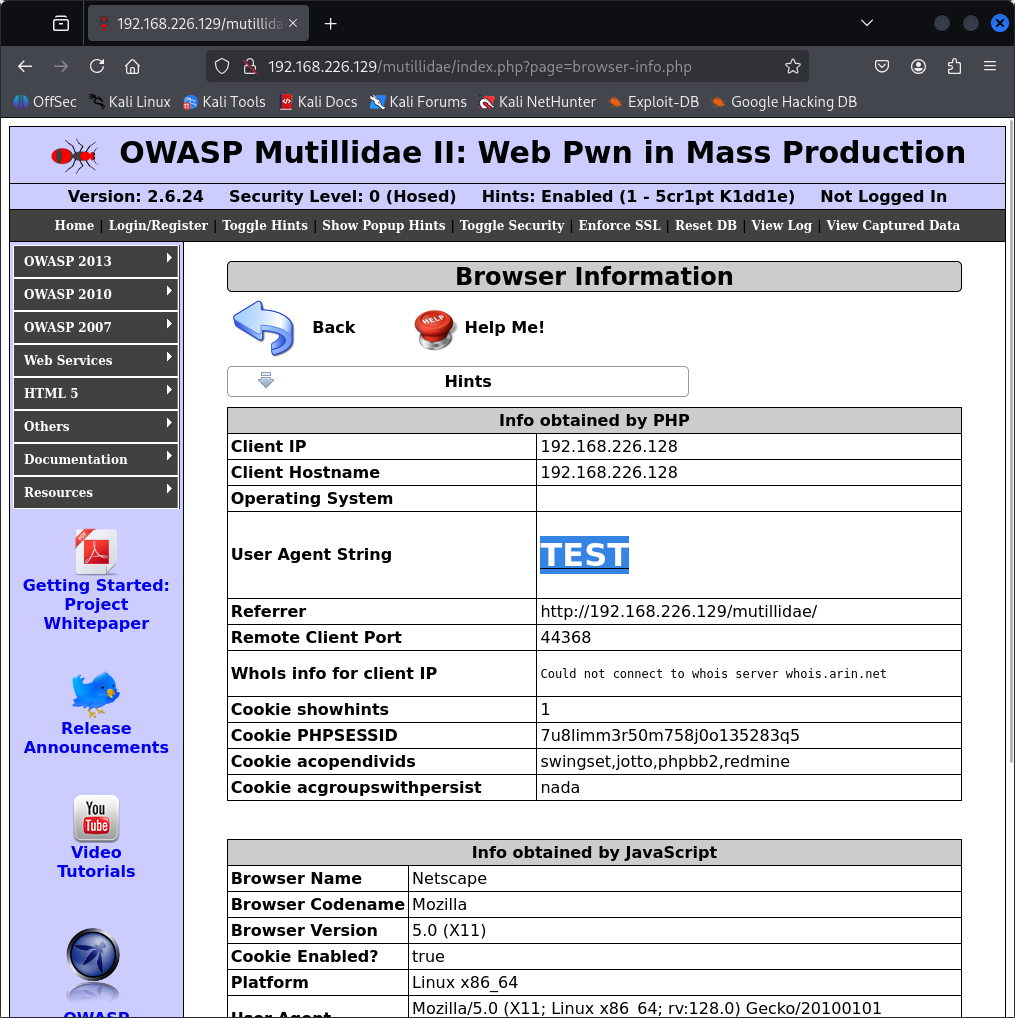 192.168.226.129/mutillida
192.168.226.129/mutillidae/index.php?page=browser-info.php
OffSec Kali Linux Kali Tools Kali Docs Kali Forums Kali NetHunter Exploit-DB Google Hacking DB
OWASP Mutillidae II: Web Pwn in Mass Production
Version: 2.6.24 Security Level: 0 (Hosed) Hints: Enabled (1 - 5cr1pt K1dd1e) Not Logged In
Home | Login/Register | Toggle Hints | Show Popup Hints | Toggle Security | Enforce SSL | Reset DB | View Log | View Captured Data
OWASP 2013
OWASP 2010
OWASP 2007
Web Services
HTML 5
Others
Documentation
Resources
PDF
Getting Started:
Project
Whitepaper
Release
Announcements
You
Tube
Video
Tutorials
OWASP
Browser Information
Back
HELP
Help Me!
Hints
Info obtained by PHP
Client IP 192.168.226.128
Client Hostname 192.168.226.128
Operating System
User Agent String TEST
Referrer http://192.168.226.129/mutillidae/
Remote Client Port 44368
WhoIs info for client IP Could not connect to whois server whois.arin.net
Cookie showhints 1
Cookie PHPSESSID 7u8limm3r50m758j0o135283q5
Cookie acopendivids swingset,jotto,phpbb2,redmine
Cookie acgroupswithpersist nada
Info obtained by JavaScript
Browser Name Netscape
Browser Codename Mozilla
Browser Version 5.0 (X11)
Cookie Enabled? true
Platform Linux x86_64
User Agent Mozilla/5.0 (X11; Linux x86_64; rv:128.0) Gecko/20100101